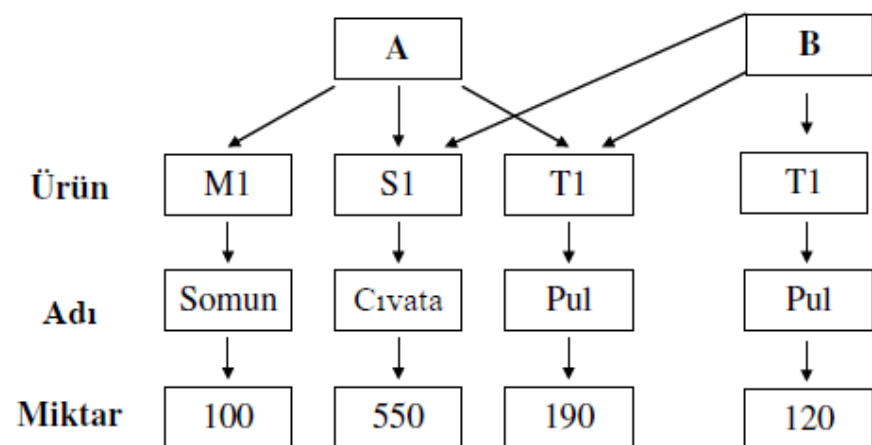 A B
Ürün M1 S1 T1 T1
Adı Somun Cıvata Pul Pul
Miktar 100 550 190 120